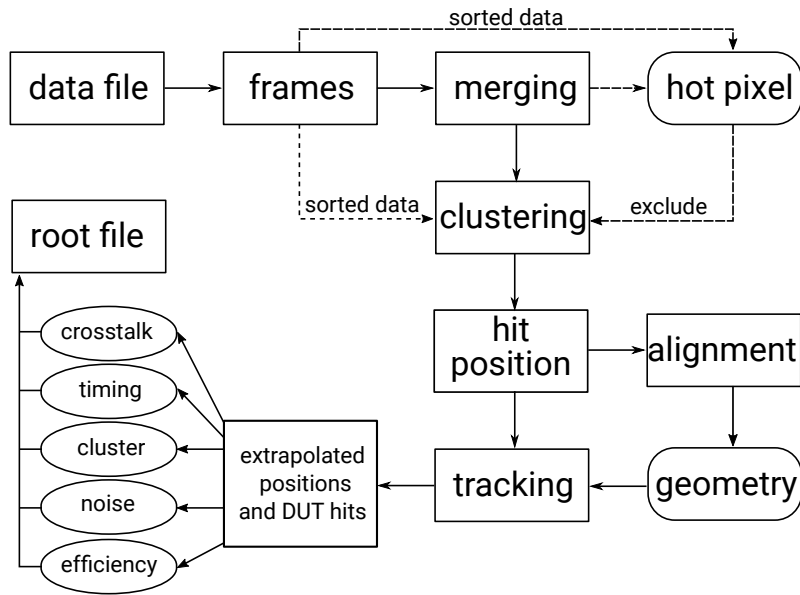 sorted data
data file
frames
merging
hot pixel
sorted data
exclude
clustering
root file
hit
position
alignment
crosstalk
timing
cluster
noise
efficiency
extrapolated
positions
and DUT hits
tracking
geometry